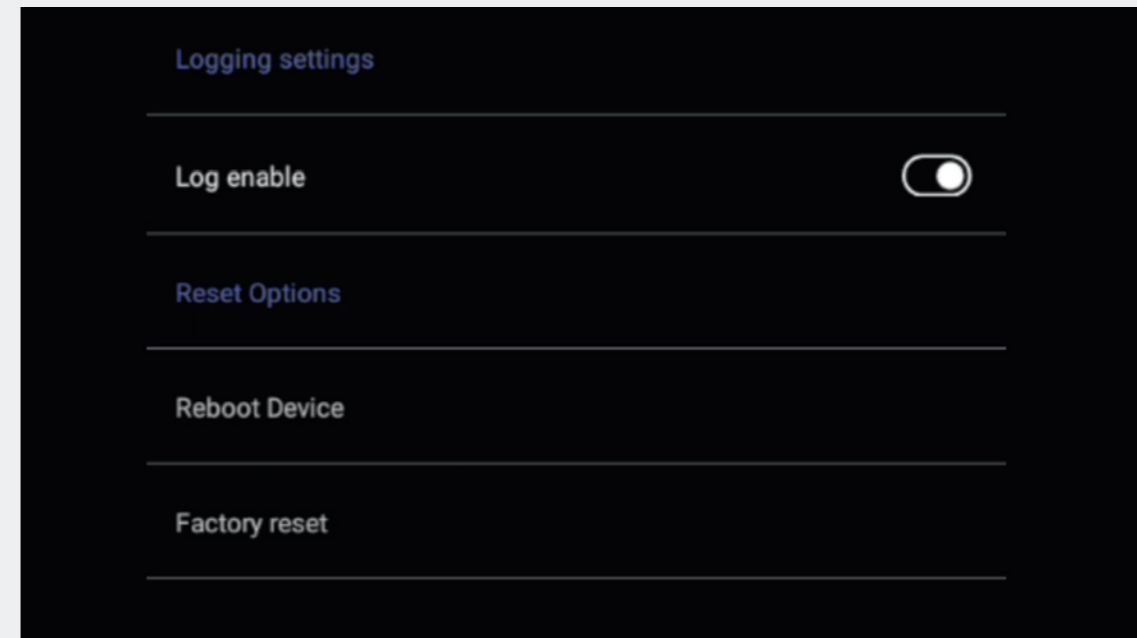 Logging settings
Log enable
Reset Options
Reboot Device
Factory reset